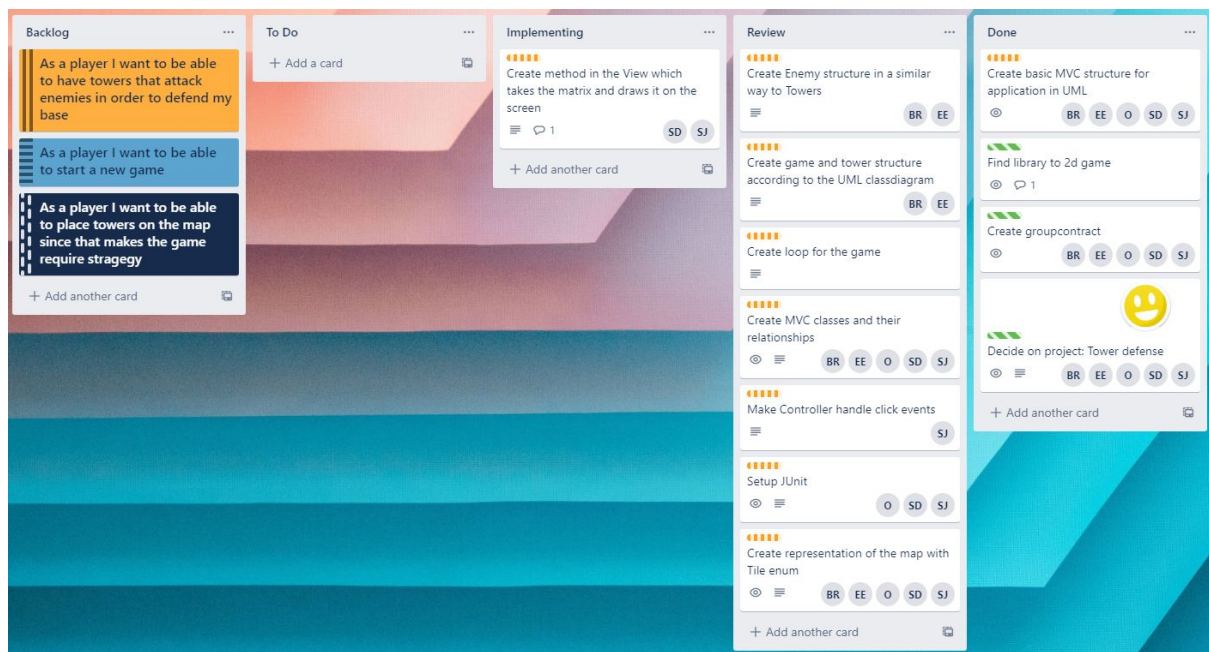 Backlog
As a player I want to be able
to have towers that attack
enemies in order to defend my
base
As a player I want to be able
to start a new game
As a player I want to be able
to place towers on the map
since that makes the game
require stragegy
+ Add another card
To Do
+ Add a card
Implementing
Create method in the View which
takes the matrix and draws it on the
screen
1
SD SJ
+ Add another card
Review
Create Enemy structure in a similar
way to Towers
BR EE
Create game and tower structure
according to the UML classdiagram
BR EE
Create loop for the game
Create MVC classes and their
relationships
BR EE O SD SJ
Make Controller handle click events
SJ
Setup JUnit
O SD SJ
Create representation of the map with
Tile enum
BR EE O SD SJ
+ Add another card
Done
Create basic MVC structure for
application in UML
BR EE O SD SJ
Find library to 2d game
1
Create groupcontract
BR EE O SD SJ
Decide on project: Tower defense
BR EE O SD SJ
+ Add another card